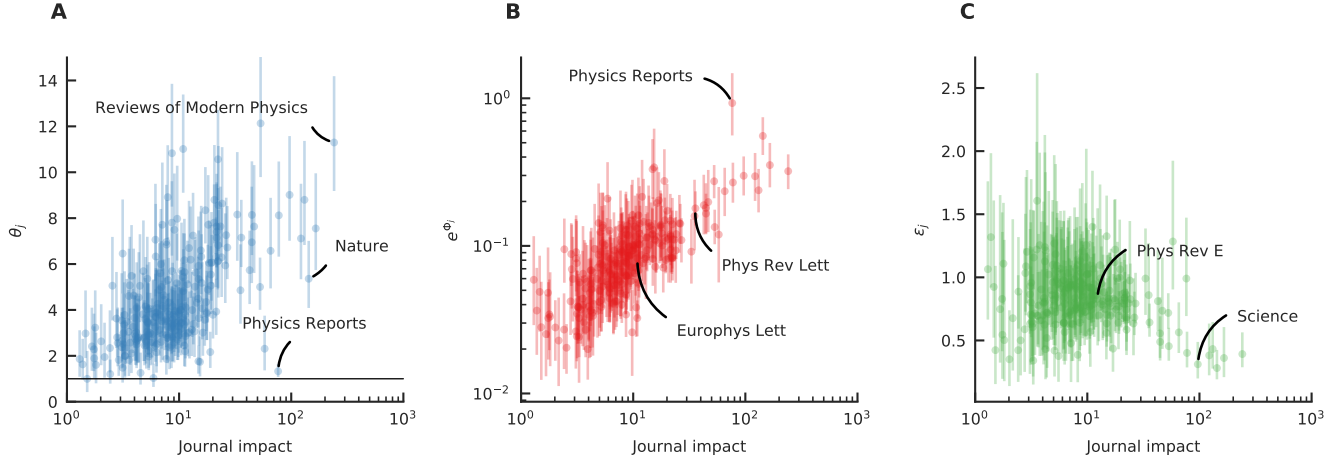 A
B
C
θj
14
12
10
8
6
4
2
0
Reviews of Modern Physics
Nature
Physics Reports
10^0
10^1
10^2
10^3
Journal impact
e^Φj
10^0
10^−1
10^−2
Physics Reports
Phys Rev Lett
Europhys Lett
10^0
10^1
10^2
10^3
Journal impact
εj
2.5
2.0
1.5
1.0
0.5
Phys Rev E
Science
10^0
10^1
10^2
10^3
Journal impact